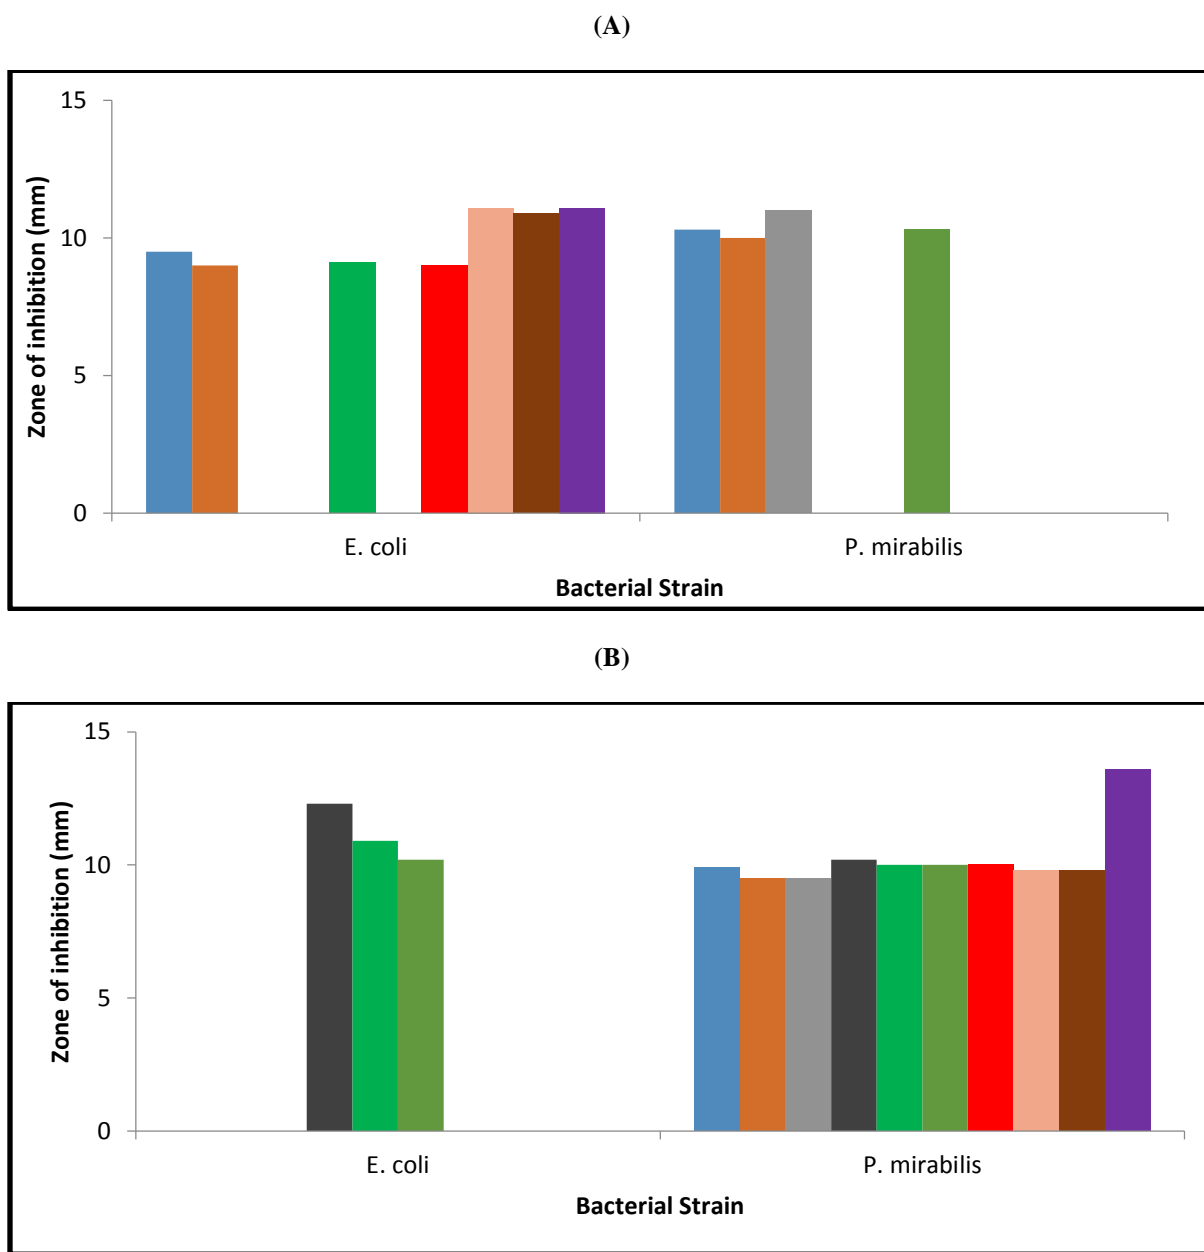 (A)
15
10
5
0
Zone of inhibition (mm)
E. coli
P. mirabilis
Bacterial Strain
(B)
15
10
5
0
Zone of inhibition (mm)
E. coli
P. mirabilis
Bacterial Strain